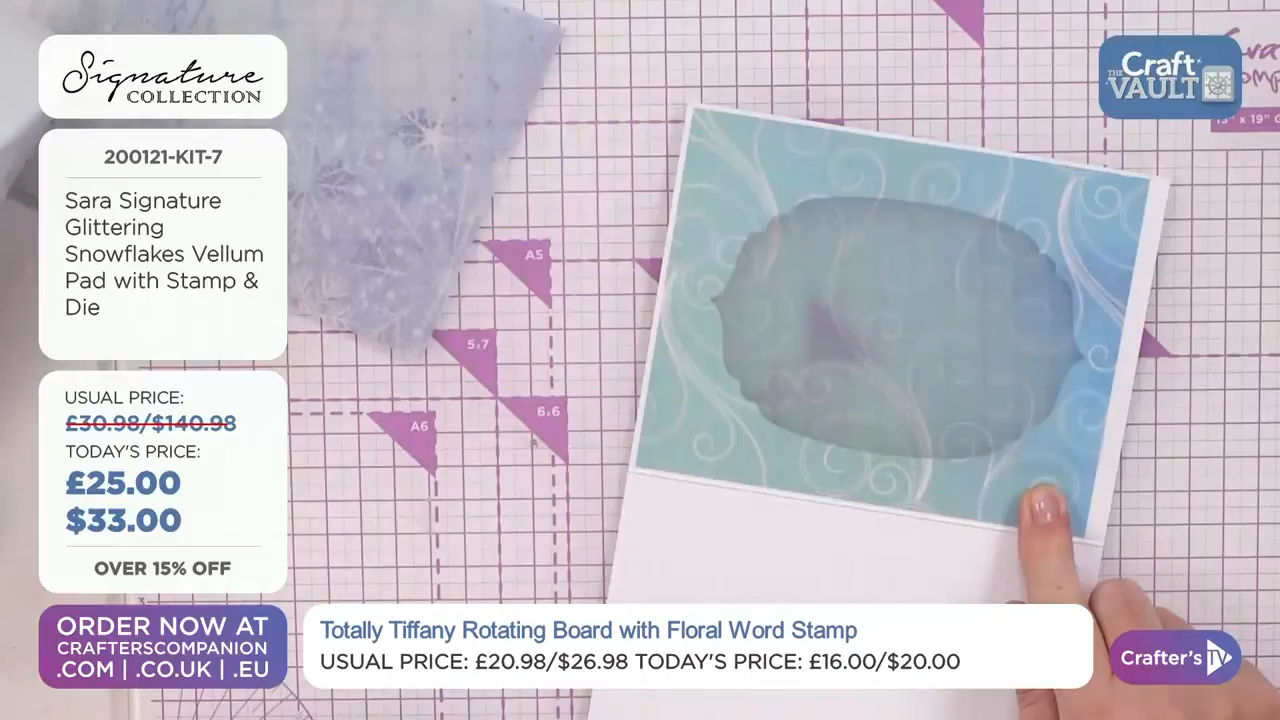 Signature
COLLECTION
200121-KIT-7
Sara Signature
Glittering
Snowflakes Vellum
Pad with Stamp &
Die
USUAL PRICE:
£30.98/$140.98
TODAY'S PRICE:
£25.00
$33.00
OVER 15% OFF
ORDER NOW AT
CRAFTERSCOMPANION
.COM | .CO.UK | .EU
Totally Tiffany Rotating Board with Floral Word Stamp
USUAL PRICE: £20.98/$26.98 TODAY'S PRICE: £16.00/$20.00
Crafter's TV
THE Craft
VAULT
A5
5x7
6x6
A6
x 19"